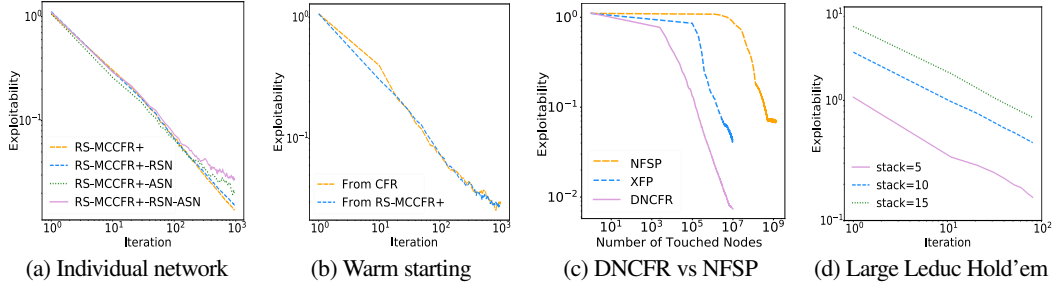 10^0
10^-1
Exploitability
RS-MCCFR+
RS-MCCFR+-RSN
RS-MCCFR+-ASN
RS-MCCFR+-RSN-ASN
10^0 10^1 10^2 10^3
Iteration
(a) Individual network
10^0
10^-1
Exploitability
From CFR
From RS-MCCFR+
10^0 10^1 10^2 10^3
Iteration
(b) Warm starting
10^0
10^-1
10^-2
Exploitability
NFSP
XFP
DNCFR
10^1 10^3 10^5 10^7 10^9
Number of Touched Nodes
(c) DNCFR vs NFSP
10^1
10^0
10^-1
Exploitability
stack=5
stack=10
stack=15
10^0 10^1 10^2
Iteration
(d) Large Leduc Hold'em